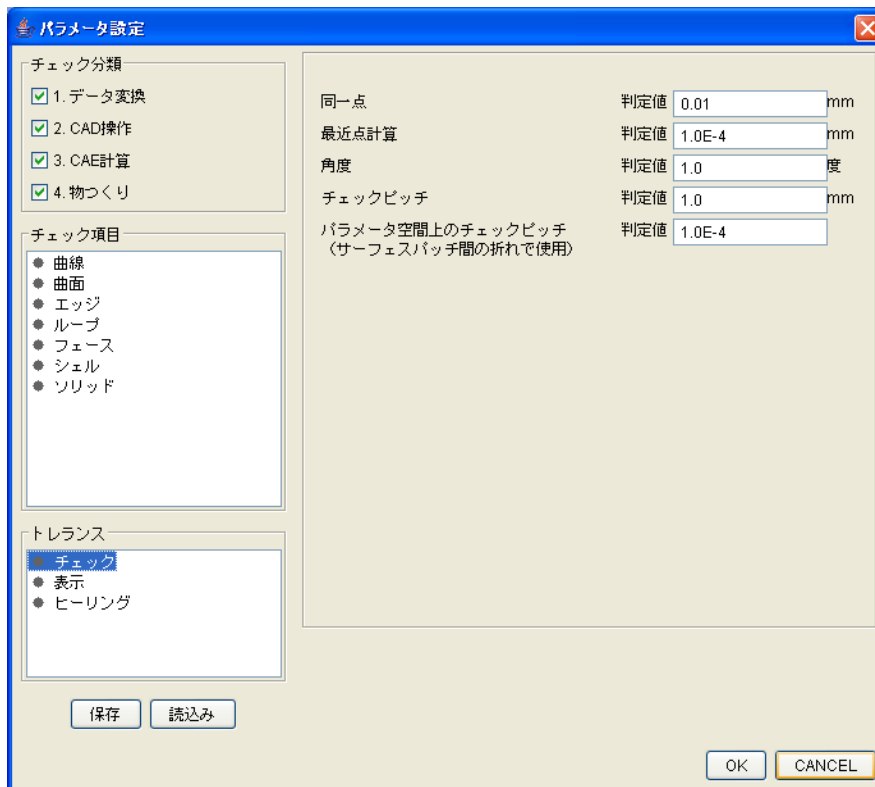 パラメータ設定
チェック分類
1. データ変換
2. CAD操作
3. CAE計算
4. 物つくり
チェック項目
曲線
曲面
エッジ
ループ
フェース
シェル
ソリッド
トレランス
チェック
表示
ヒーリング
保存 読込み
同一点 判定値 0.01 mm
最近点計算 判定値 1.0E-4 mm
角度 判定値 1.0 度
チェックピッチ 判定値 1.0 mm
パラメータ空間上のチェックピッチ 判定値 1.0E-4
（サーフェスパッチ間の折れで使用）
OK CANCEL